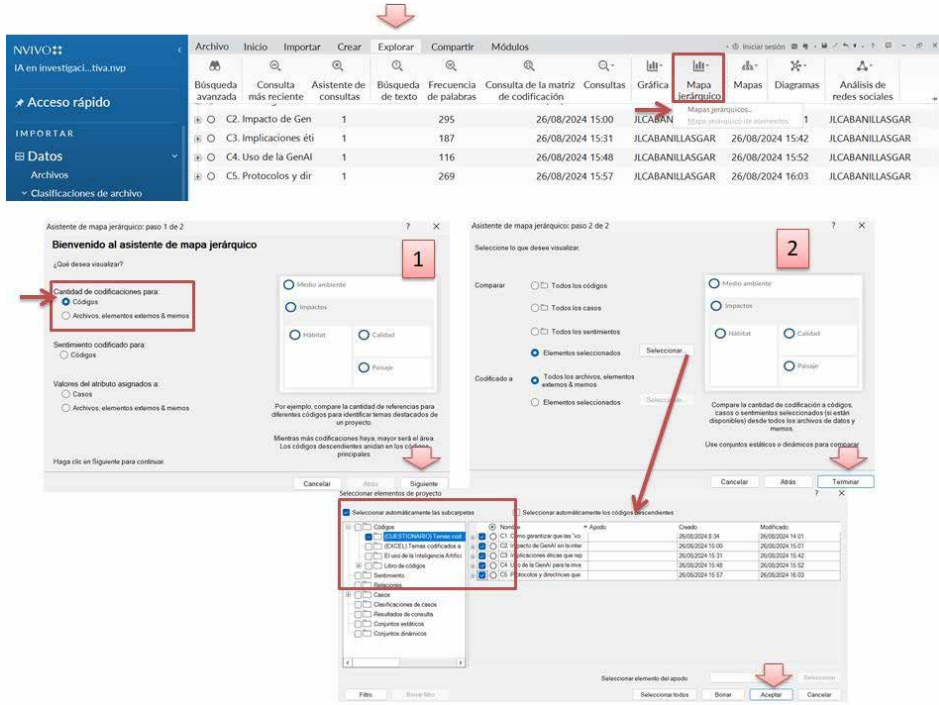 NVIVO
IA en investigaci...tiva.nvp
Acceso rápido
IMPORTAR
Datos
Archivos
Clasificaciones de archivo
Archivo Inicio Importar Crear Explorar Compartir Módulos
Iniciar sesión
Búsqueda avanzada
Consulta más reciente
Asistente de consultas
Búsqueda de texto
Frecuencia de palabras
Consulta de la matriz de codificación
Consultas
Gráfica
Mapa jerárquico
Mapas
Diagramas
Análisis de redes sociales
Mapas jerárquicos...
Mapa jerárquico de elementos
C2. Impacto de Gen 1 295 26/08/2024 15:00 JLCABAN 1 JLCABANILLASGAR
C3. Implicaciones éti 1 187 26/08/2024 15:31 JLCABANILLASGAR 26/08/2024 15:42 JLCABANILLASGAR
C4. Uso de la GenAI 1 116 26/08/2024 15:48 JLCABANILLASGAR 26/08/2024 15:52 JLCABANILLASGAR
C5. Protocolos y dir 1 269 26/08/2024 15:57 JLCABANILLASGAR 26/08/2024 16:03 JLCABANILLASGAR
Asistente de mapa jerárquico: paso 1 de 2 ? X
Bienvenido al asistente de mapa jerárquico
1
¿Qué desea visualizar?
Cantidad de codificaciones para:
Códigos
Archivos, elementos externos & memos
Sentimiento codificado para:
Códigos
Valores del atributo asignados a:
Casos
Archivos, elementos externos & memos
Haga clic en Siguiente para continuar.
Medio ambiente
Impactos
Hábitat
Calidad
Paisaje
Por ejemplo, compare la cantidad de referencias para
diferentes códigos para identificar temas destacados de
un proyecto.
Mientras más codificaciones haya, mayor será el área.
Los códigos descendientes anidan en los códigos
principales.
Cancelar Atrás Siguiente
Asistente de mapa jerárquico: paso 2 de 2 ? X
2
Seleccione lo que desee visualizar.
Comparar
Todos los códigos
Todos los casos
Todos los sentimientos
Elementos seleccionados
Seleccionar...
Codificado a
Todos los archivos, elementos
externos & memos
Elementos seleccionados
Seleccionar...
Medio ambiente
Impactos
Hábitat
Calidad
Paisaje
Compare la cantidad de codificación a códigos,
casos o sentimientos seleccionados (si están
disponibles) desde todos los archivos de datos y
memos.
Use conjuntos estáticos o dinámicos para comparar
Cancelar Atrás Terminar
Seleccionar elementos de proyecto ? X
Seleccionar automáticamente las subcarpetas
Seleccionar automáticamente los códigos descendientes
Códigos
(CUESTIONARIO) Temas cod
(EXCEL) Temas codificados e
El uso de la Inteligencia Artifici
Libro de códigos
Sentimiento
Relaciones
Casos
Clasificaciones de casos
Resultados de consulta
Conjuntos estáticos
Conjuntos dinámicos
Nombre Apodo Creado Modificado
C1. Cómo garantizar que las "vo 26/08/2024 8:34 26/08/2024 14:01
C2. Impacto de GenAI en la inter 26/08/2024 15:00 26/08/2024 15:01
C3. Implicaciones éticas que rep 26/08/2024 15:31 26/08/2024 15:42
C4. Uso de la GenAI para la inve 26/08/2024 15:48 26/08/2024 15:52
C5. Protocolos y directrices que 26/08/2024 15:57 26/08/2024 16:03
Seleccionar elemento del apodo
Seleccionar
Filtro Borrar filtro Seleccionar todos Borrar Aceptar Cancelar